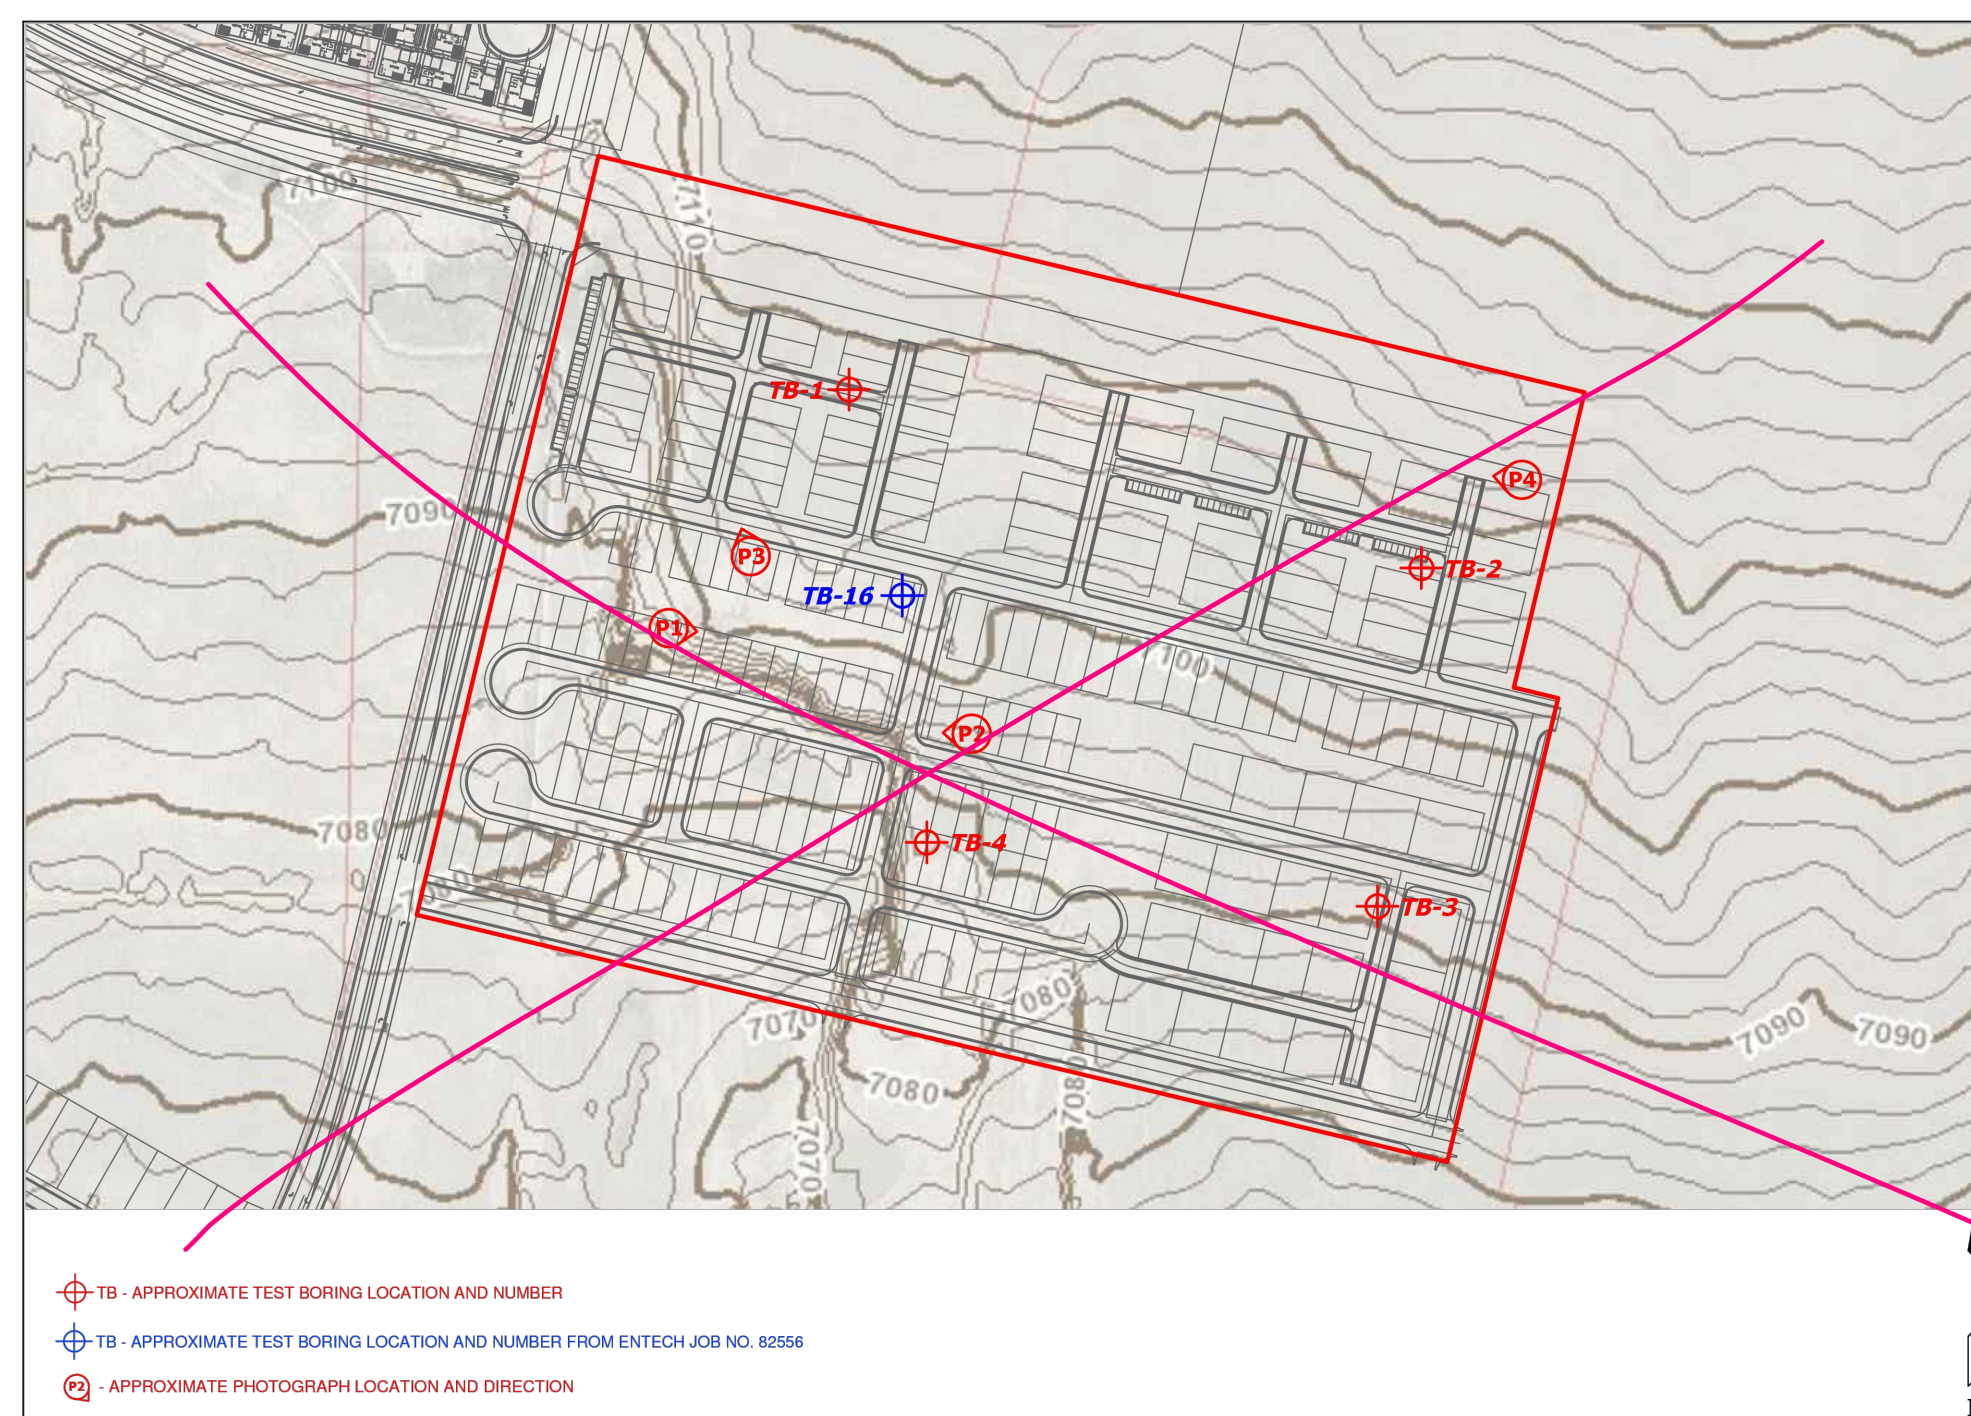 7100
7110
TB-1
P4
7090
P3
TB-2
TB-16
P1
7100
P2
7080
TB-4
7080
TB-3
7080
7070
7090
7090
7080
7080
7070
TB - APPROXIMATE TEST BORING LOCATION AND NUMBER
TB - APPROXIMATE TEST BORING LOCATION AND NUMBER FROM ENTECH JOB NO. 82556
P2 - APPROXIMATE PHOTOGRAPH LOCATION AND DIRECTION